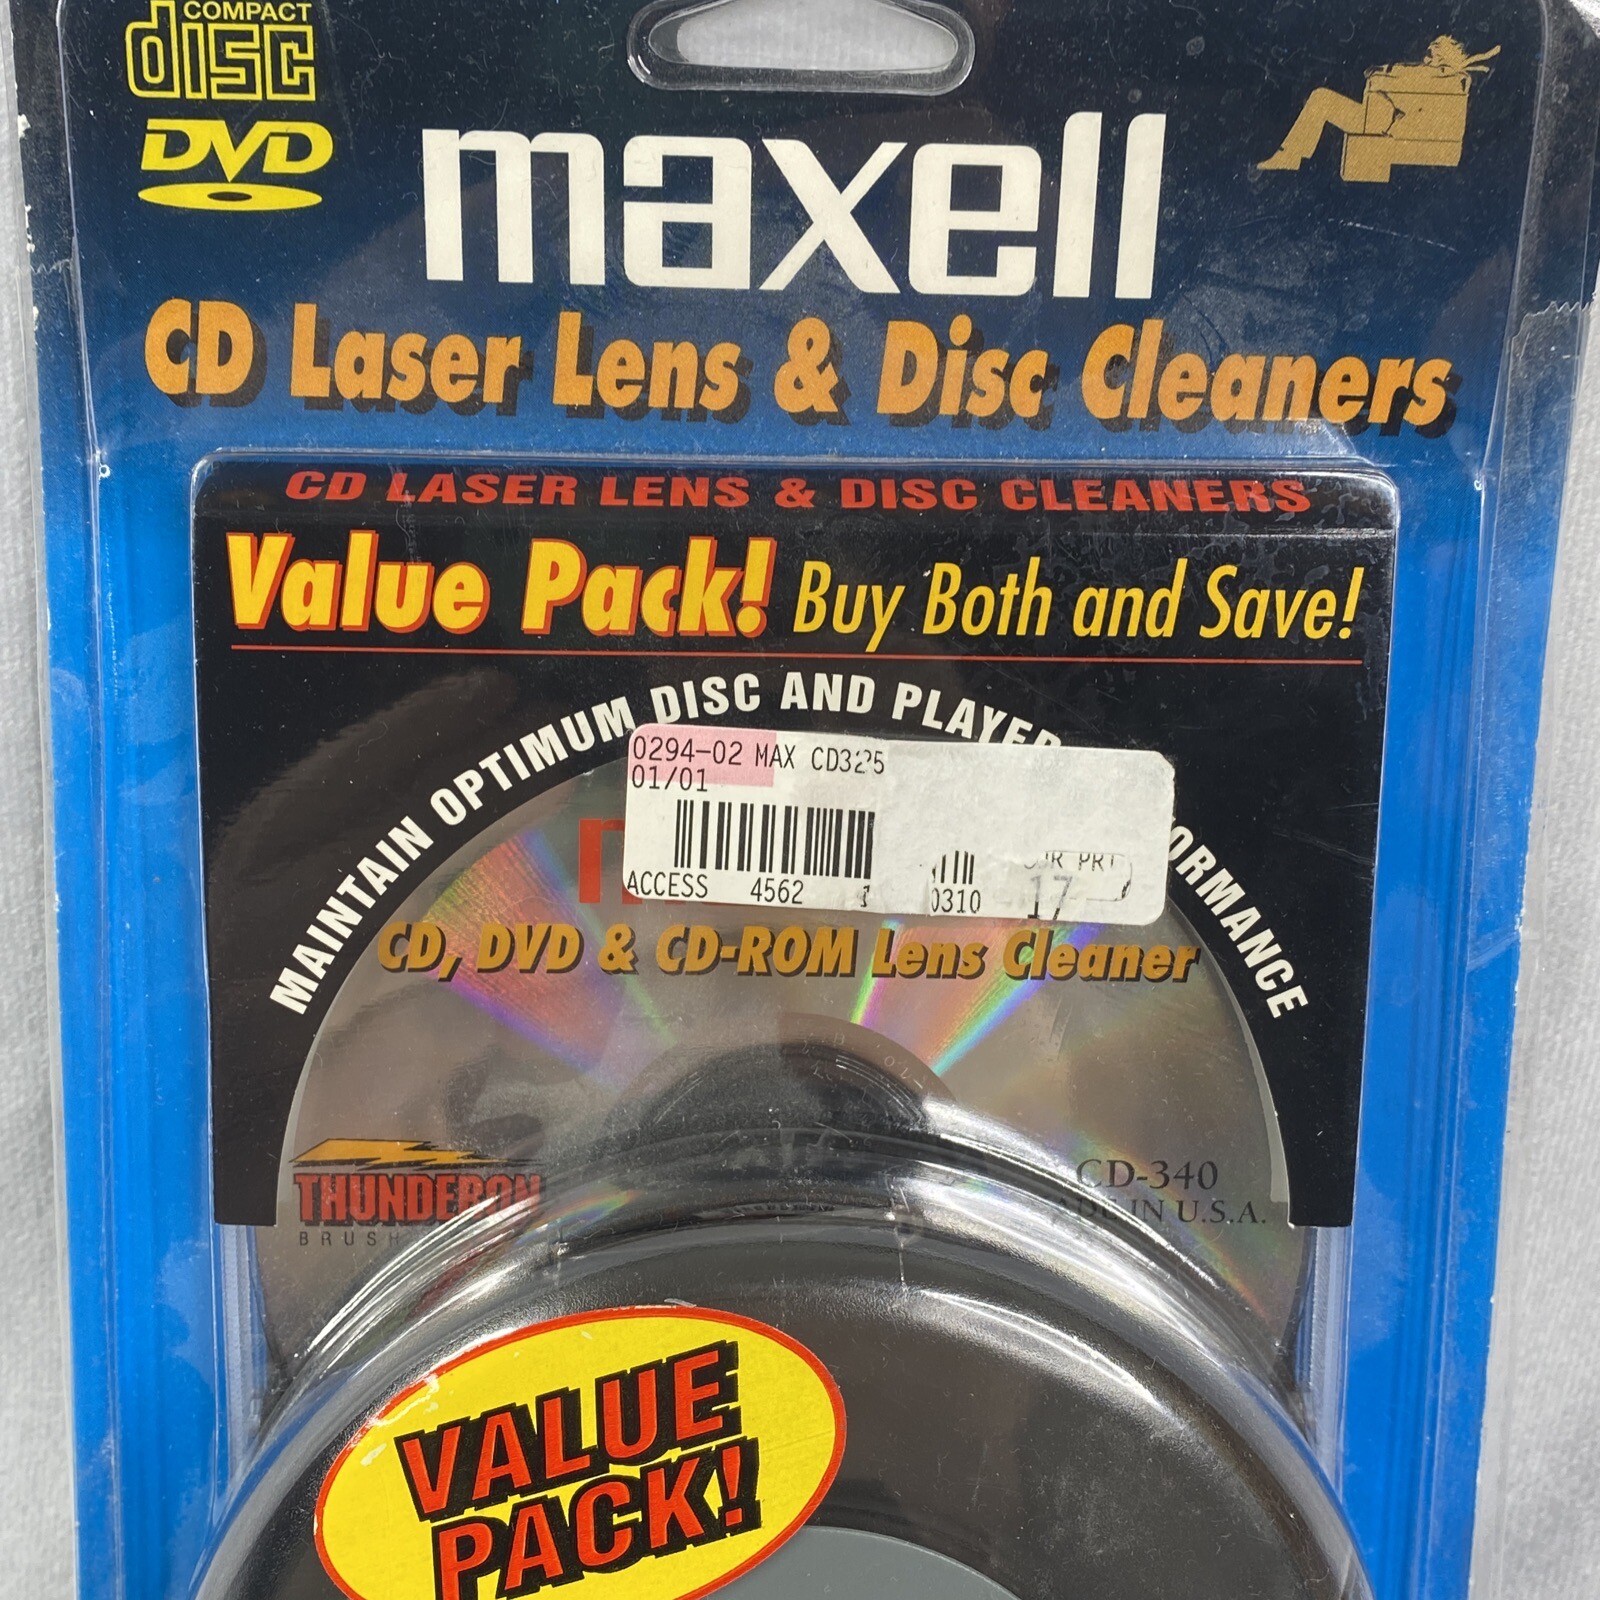 COMPACT
disc
DVD
maxell
CD Laser Lens & Disc Cleaners
CD LASER LENS & DISC CLEANERS
Value Pack! Buy Both and Save!
MAINTAIN OPTIMUM DISC AND PLAYER
0294-02 MAX
01/01
ACCESS 4562 0310 17
CD, DVD & CD-ROM Lens Cleaner
THUNDERON
BRUSH
CD-340
IN U.S.A.
VALUE
PACK!